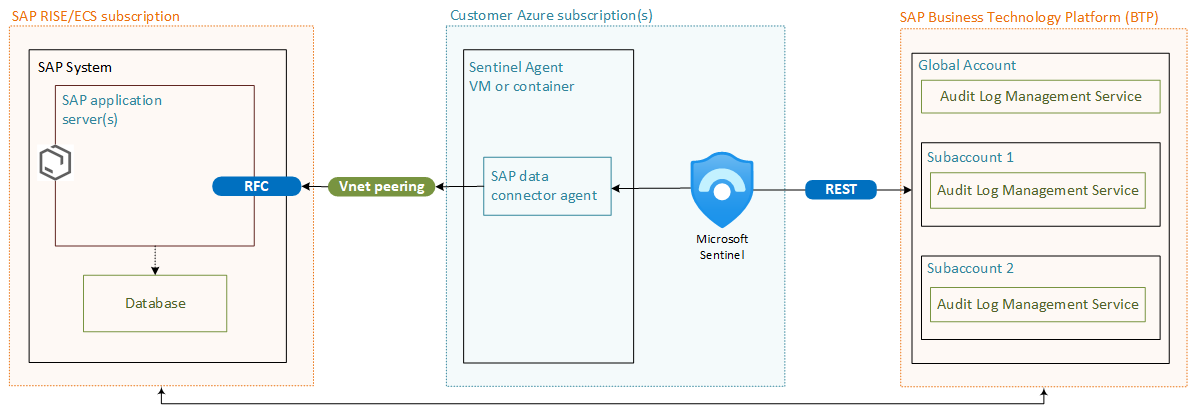 SAP RISE/ECS subscription
SAP System
SAP application
server(s)
RFC
Database
Vnet peering
Customer Azure subscription(s)
Sentinel Agent
VM or container
SAP data
connector agent
Microsoft
Sentinel
REST
SAP Business Technology Platform (BTP)
Global Account
Audit Log Management Service
Subaccount 1
Audit Log Management Service
Subaccount 2
Audit Log Management Service